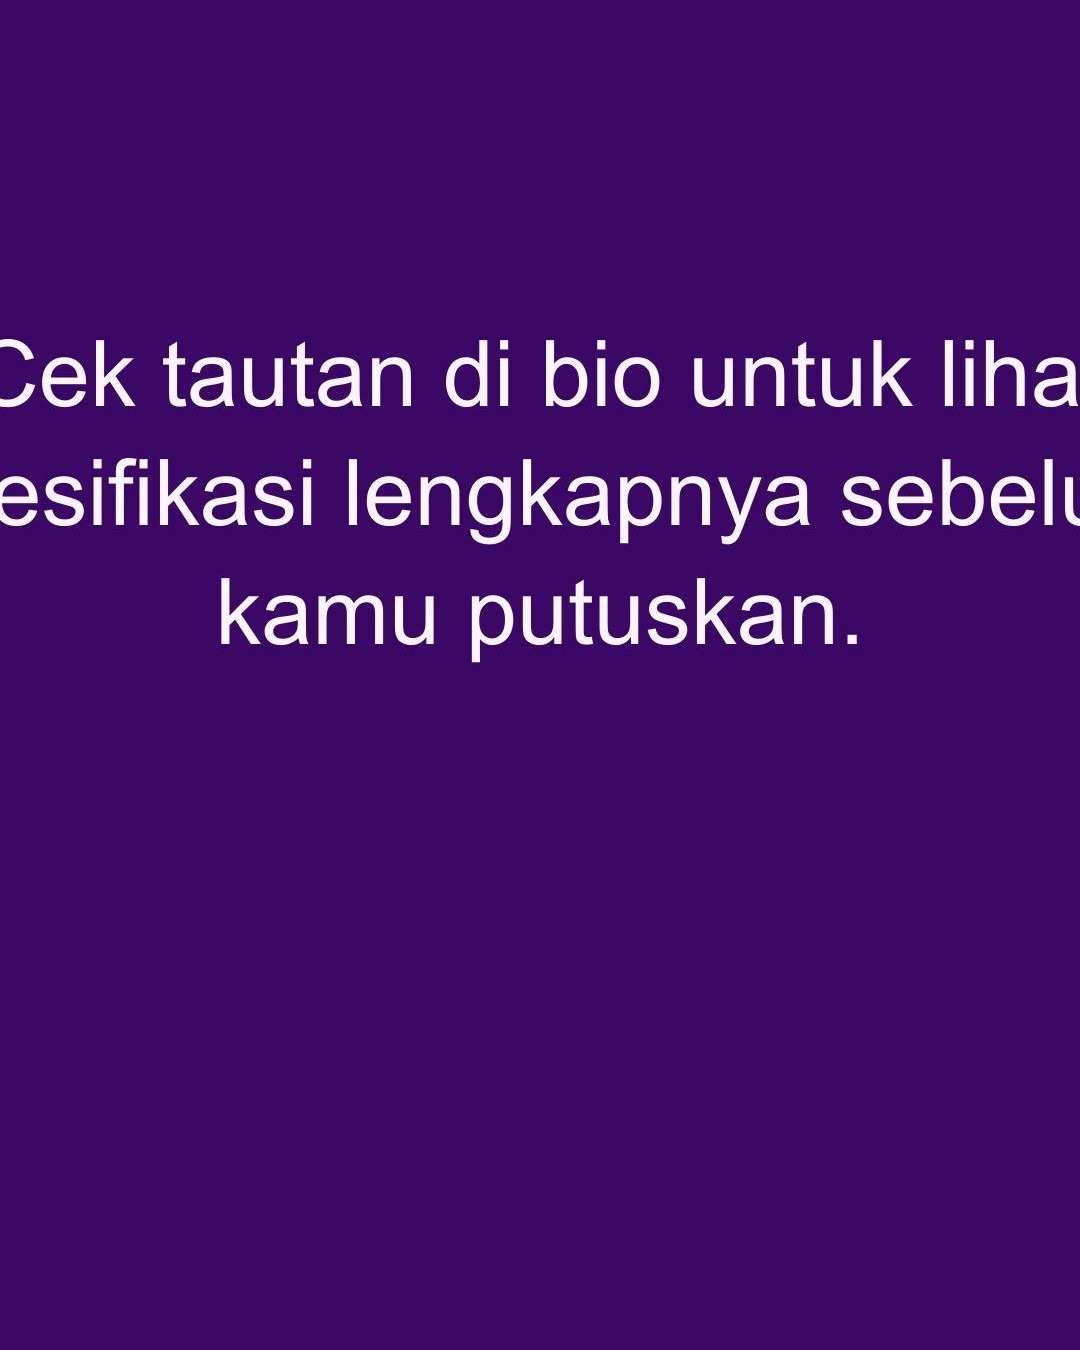 Cek tautan di bio untuk liha
esifikasi lengkapnya sebelu
kamu putuskan.